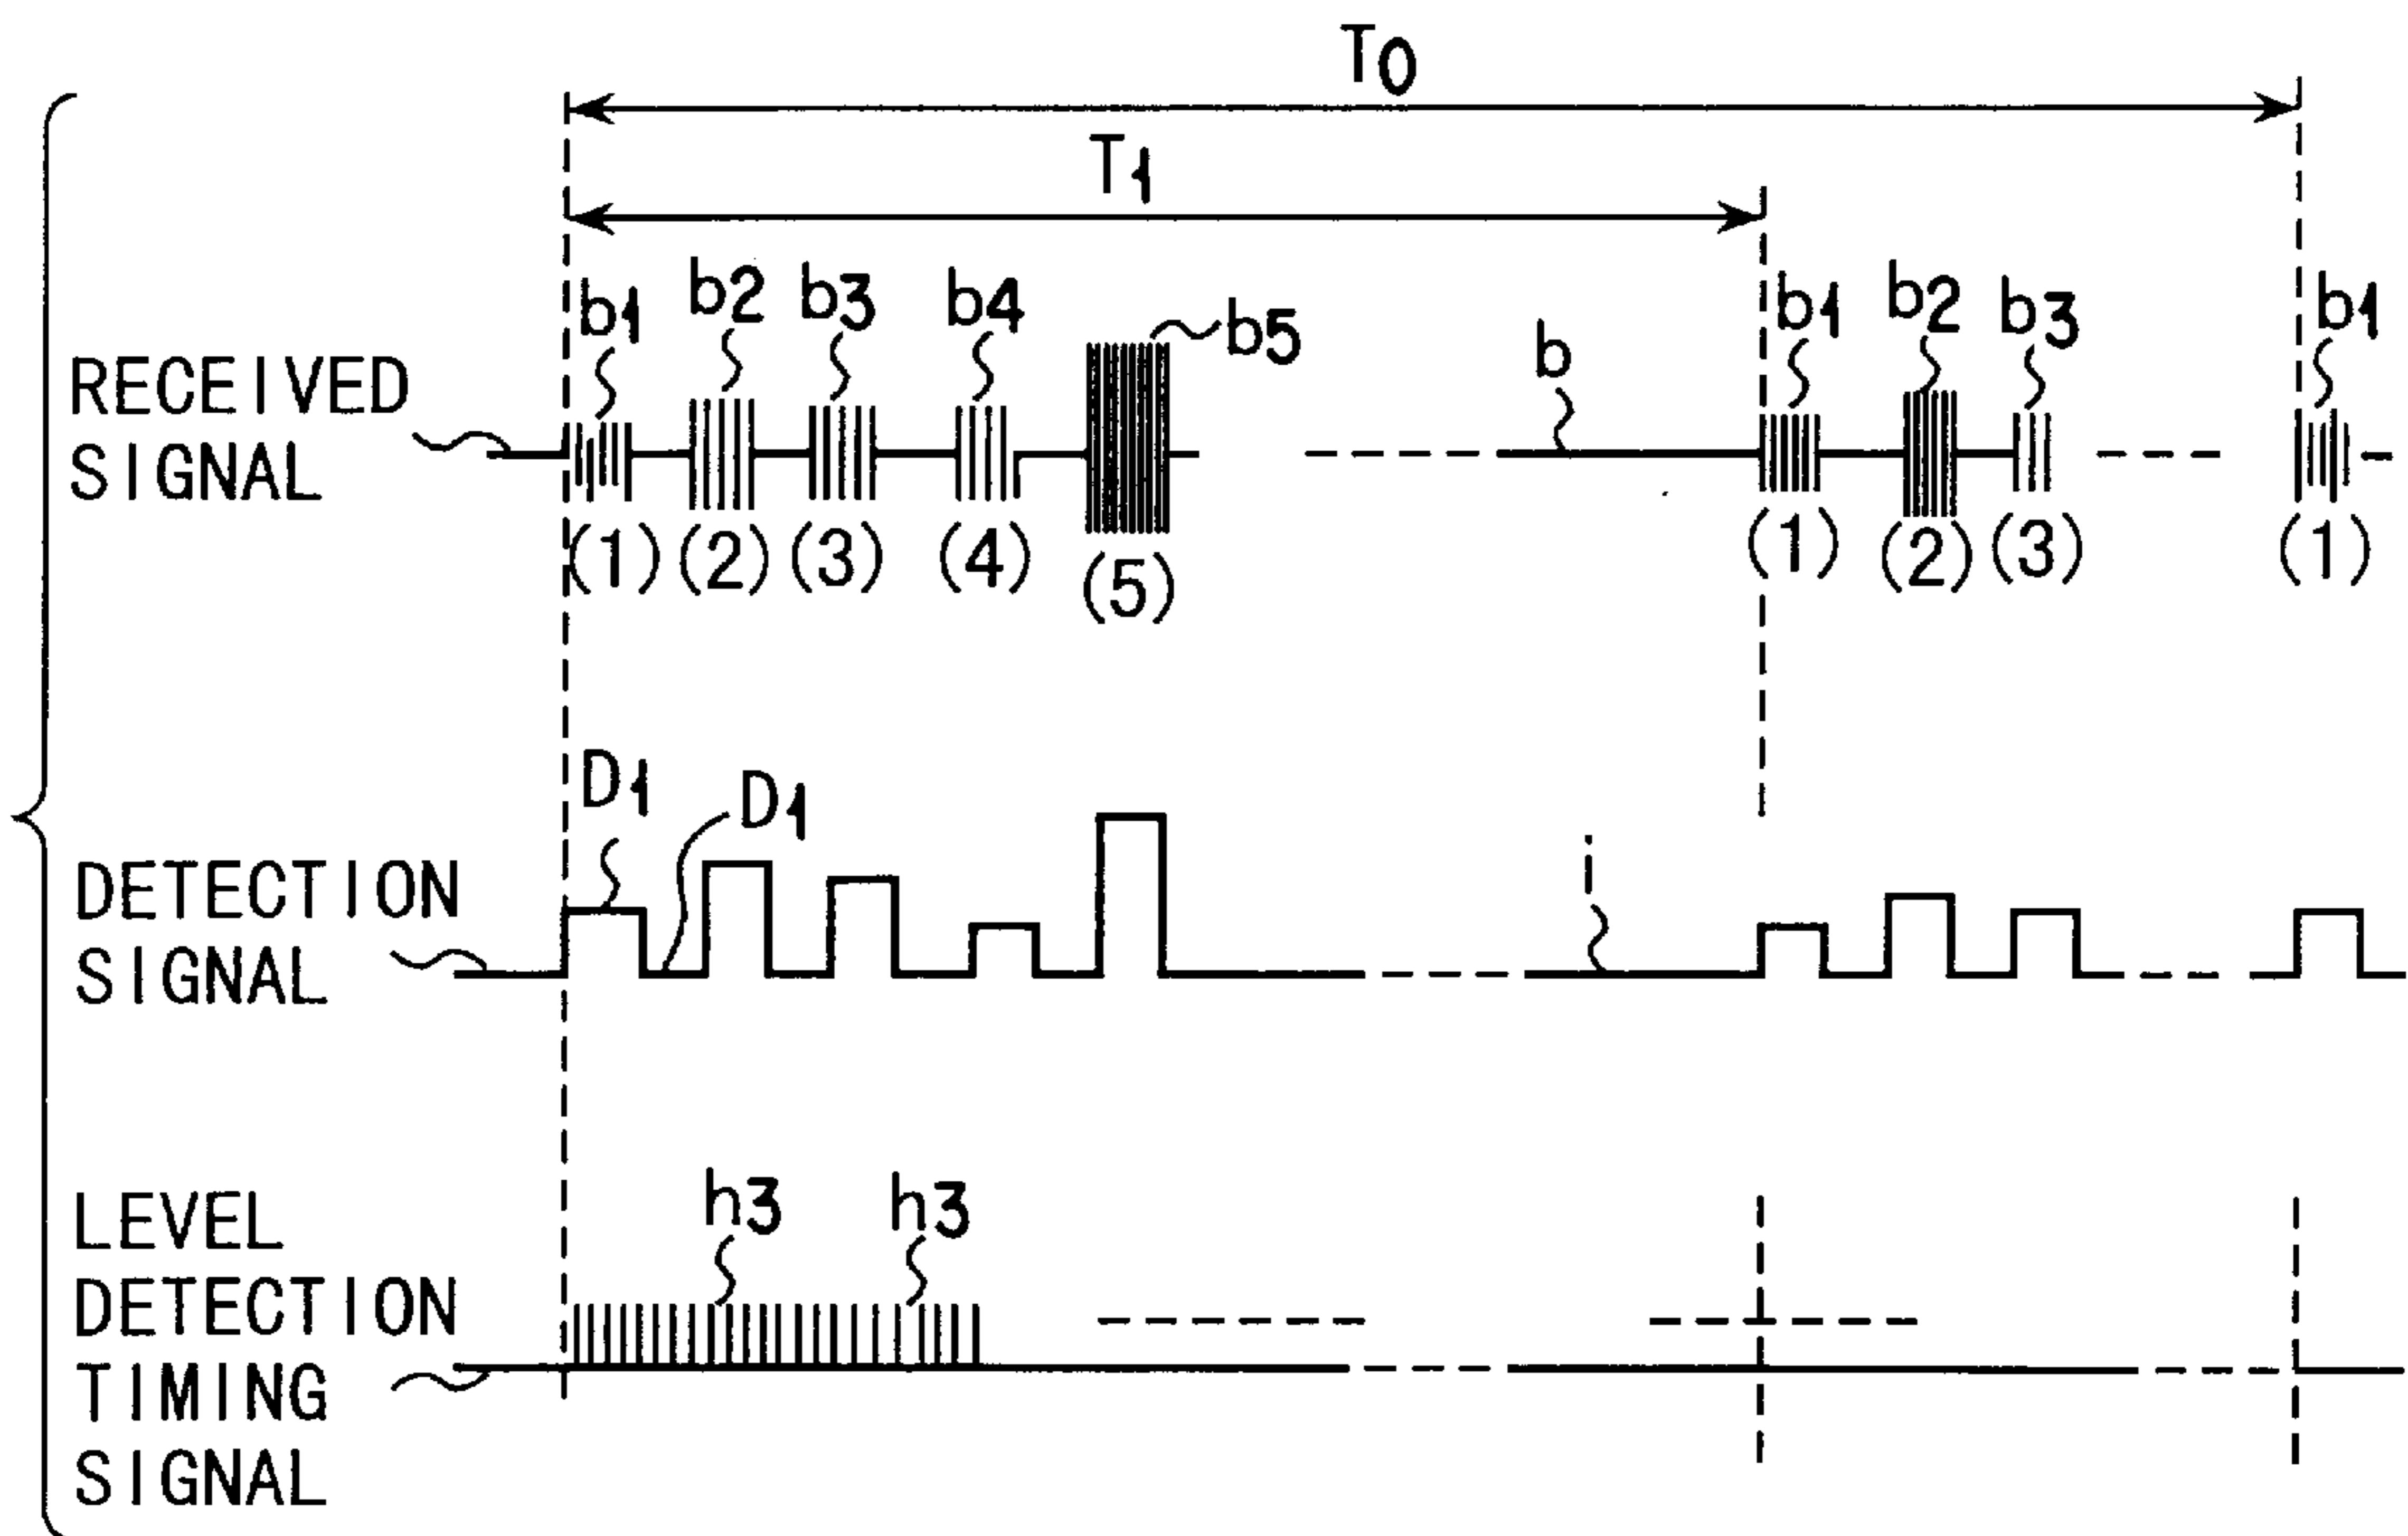 T0
T1
b1 b2 b3 b4 b5 b b1 b2 b3 b1
RECEIVED
SIGNAL
(1) (2) (3) (4) (5) (1) (2) (3) (1)
D1 D1 i
DETECTION
SIGNAL
h3 h3
LEVEL
DETECTION
TIMING
SIGNAL